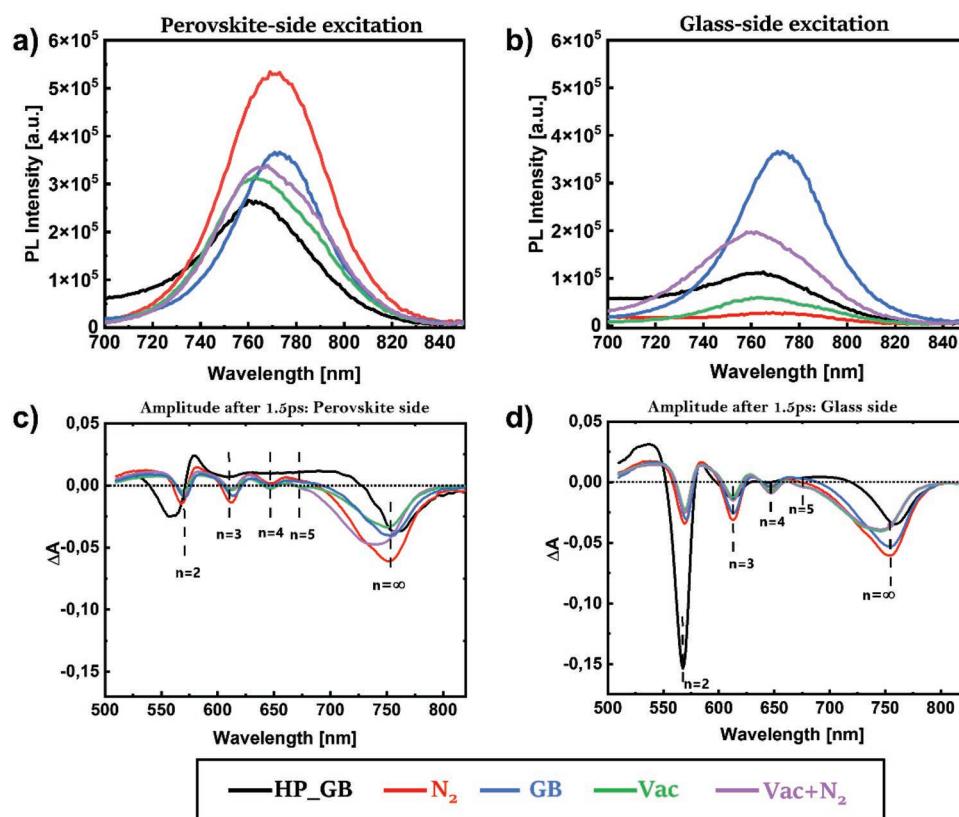 Perovskite-side excitation
Glass-side excitation
a)
b)
6×10⁵
5×10⁵
4×10⁵
3×10⁵
2×10⁵
1×10⁵
0
PL Intensity [a.u.]
700 720 740 760 780 800 820 840
Wavelength [nm]
6×10⁵
5×10⁵
4×10⁵
3×10⁵
2×10⁵
1×10⁵
0
PL Intensity [a.u.]
700 720 740 760 780 800 820 840
Wavelength [nm]
c)
Amplitude after 1.5ps: Perovskite side
0,05
0,00
-0,05
-0,10
-0,15
ΔA
n=2
n=3
n=4
n=5
n=∞
500 550 600 650 700 750 800
Wavelength [nm]
d)
Amplitude after 1.5ps: Glass side
0,05
0,00
-0,05
-0,10
-0,15
ΔA
n=2
n=3
n=4
n=5
n=∞
500 550 600 650 700 750 800
Wavelength [nm]
HP_GB N₂ GB Vac Vac+N₂